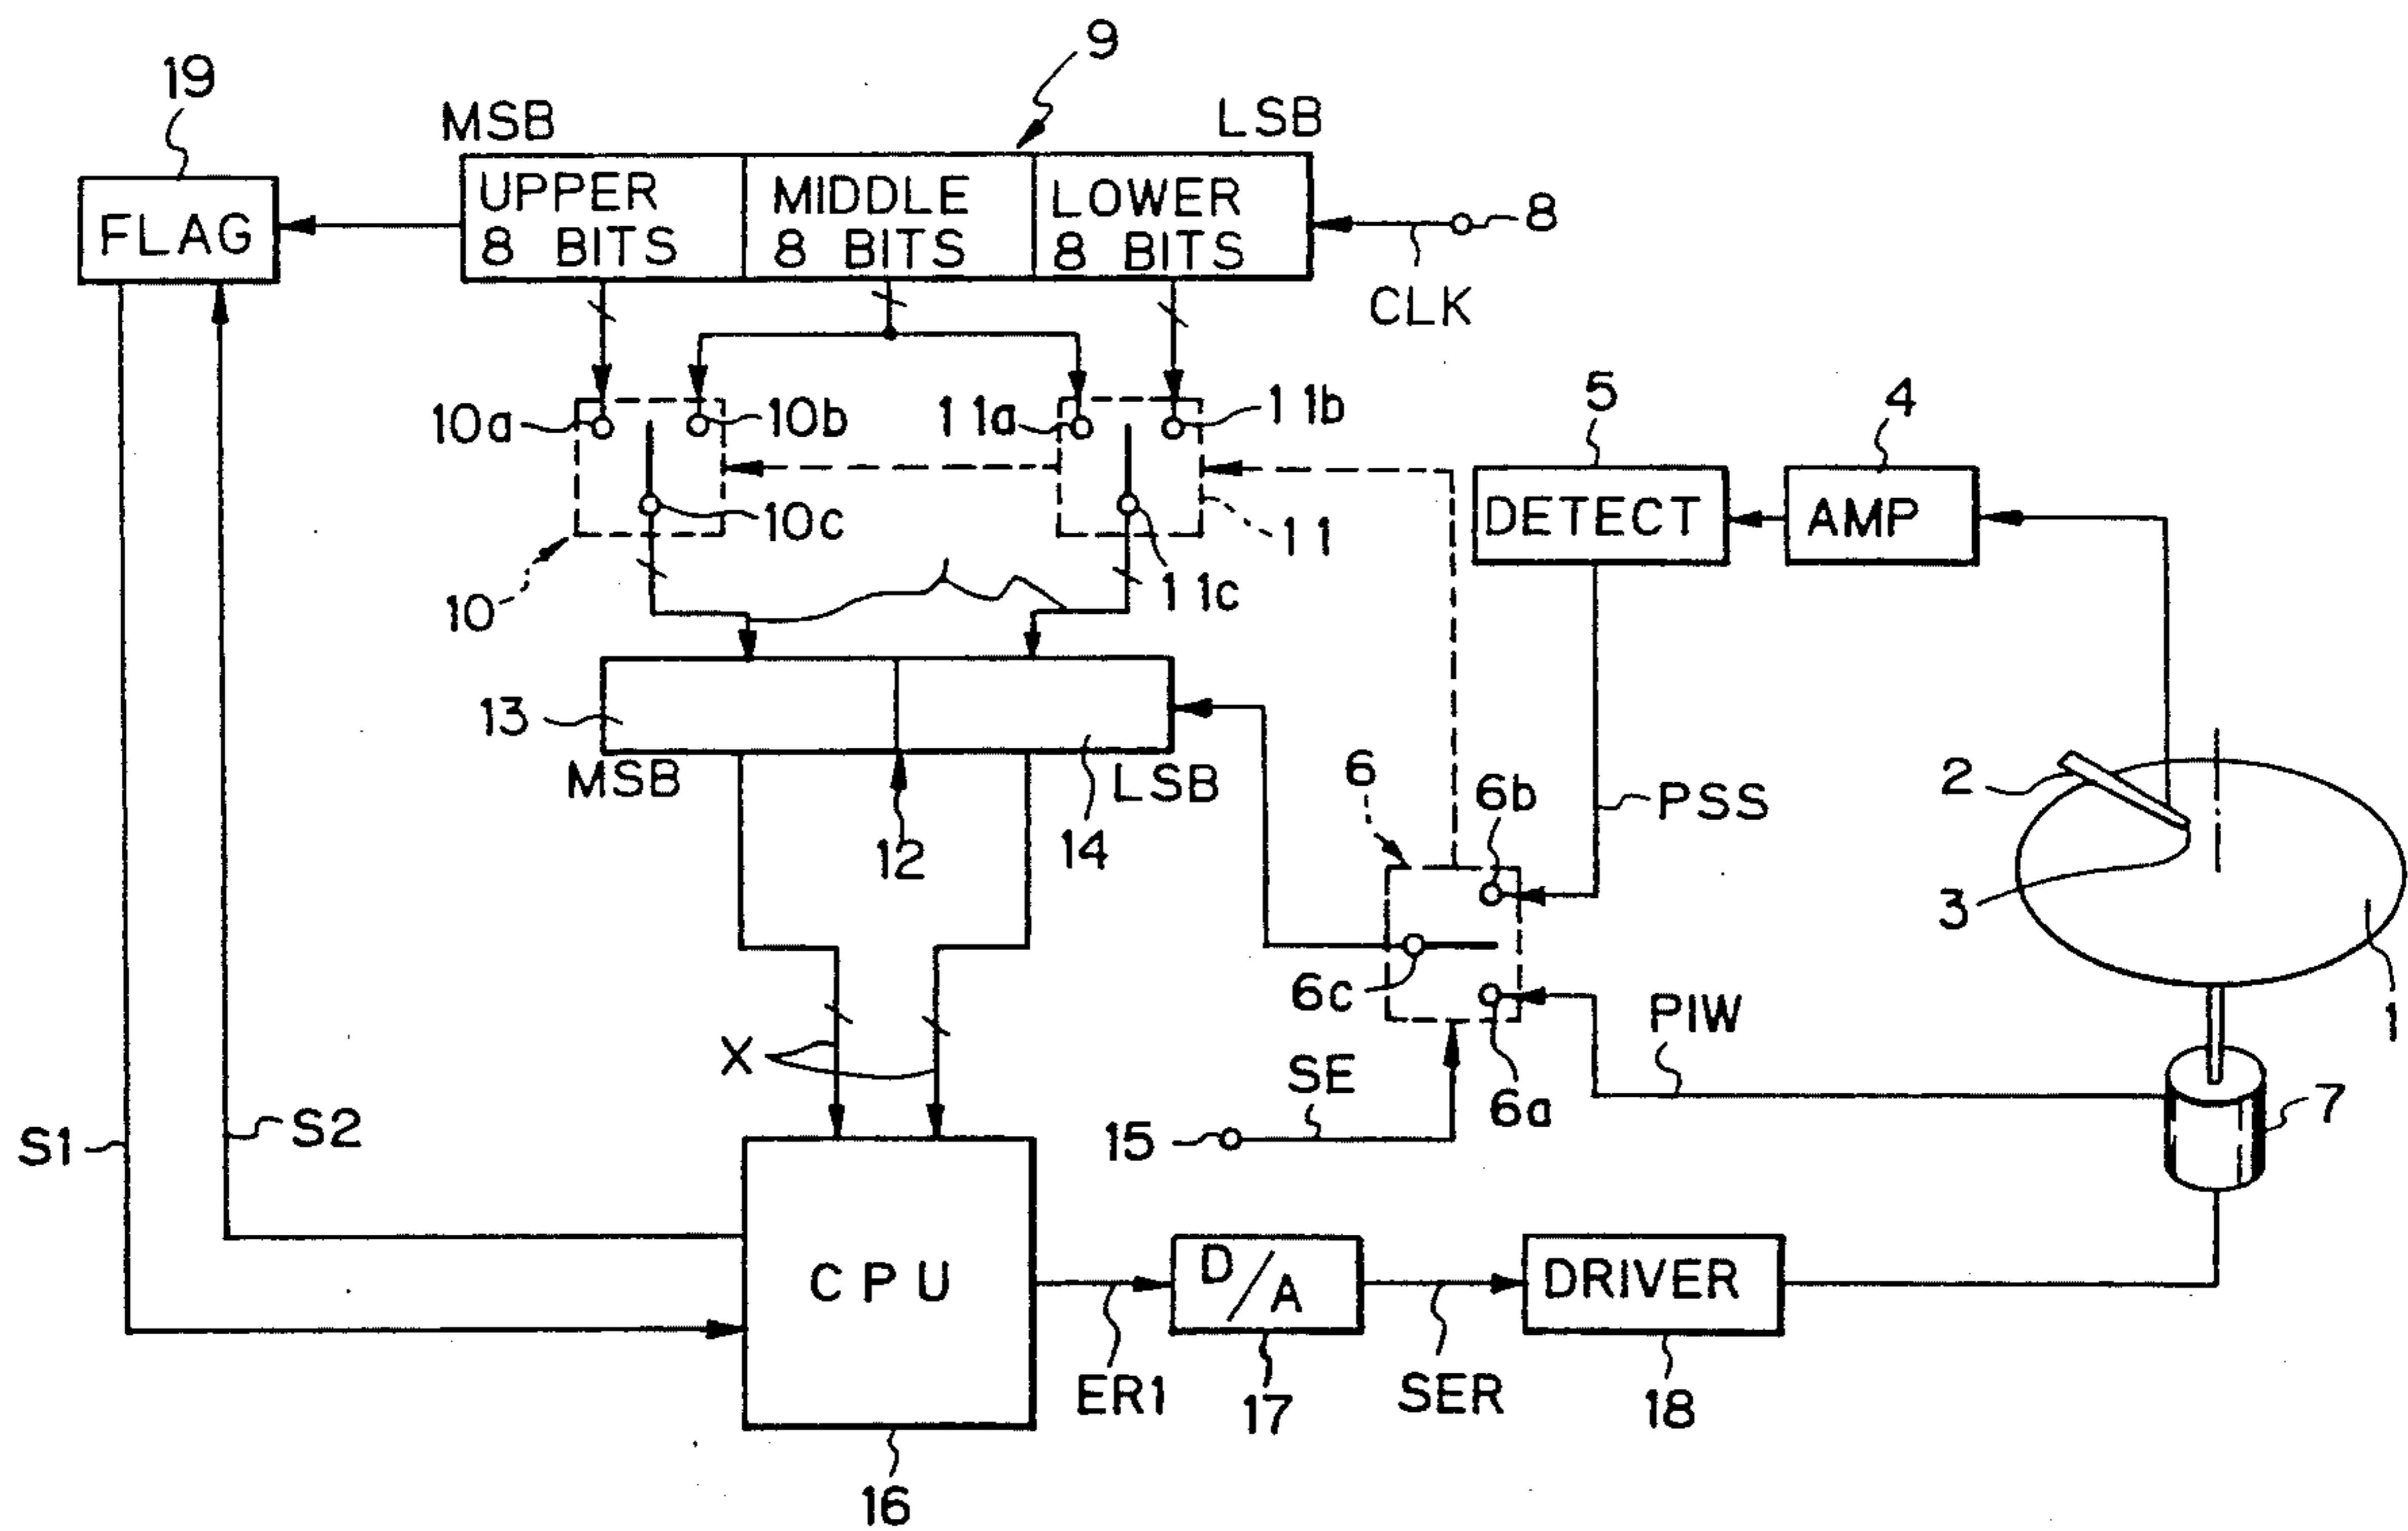 9
19
MSB
LSB
UPPER
8 BITS
MIDDLE
8 BITS
LOWER
8 BITS
FLAG
8
CLK
10a
10b
11a
11b
5
4
DETECT
AMP
10c
11
11c
10
13
MSB
12
14
LSB
6
6b
PSS
2
3
1
6c
6a
PIW
X
SE
15
7
S1
S2
CPU
D/A
DRIVER
ER1
17
SER
18
16